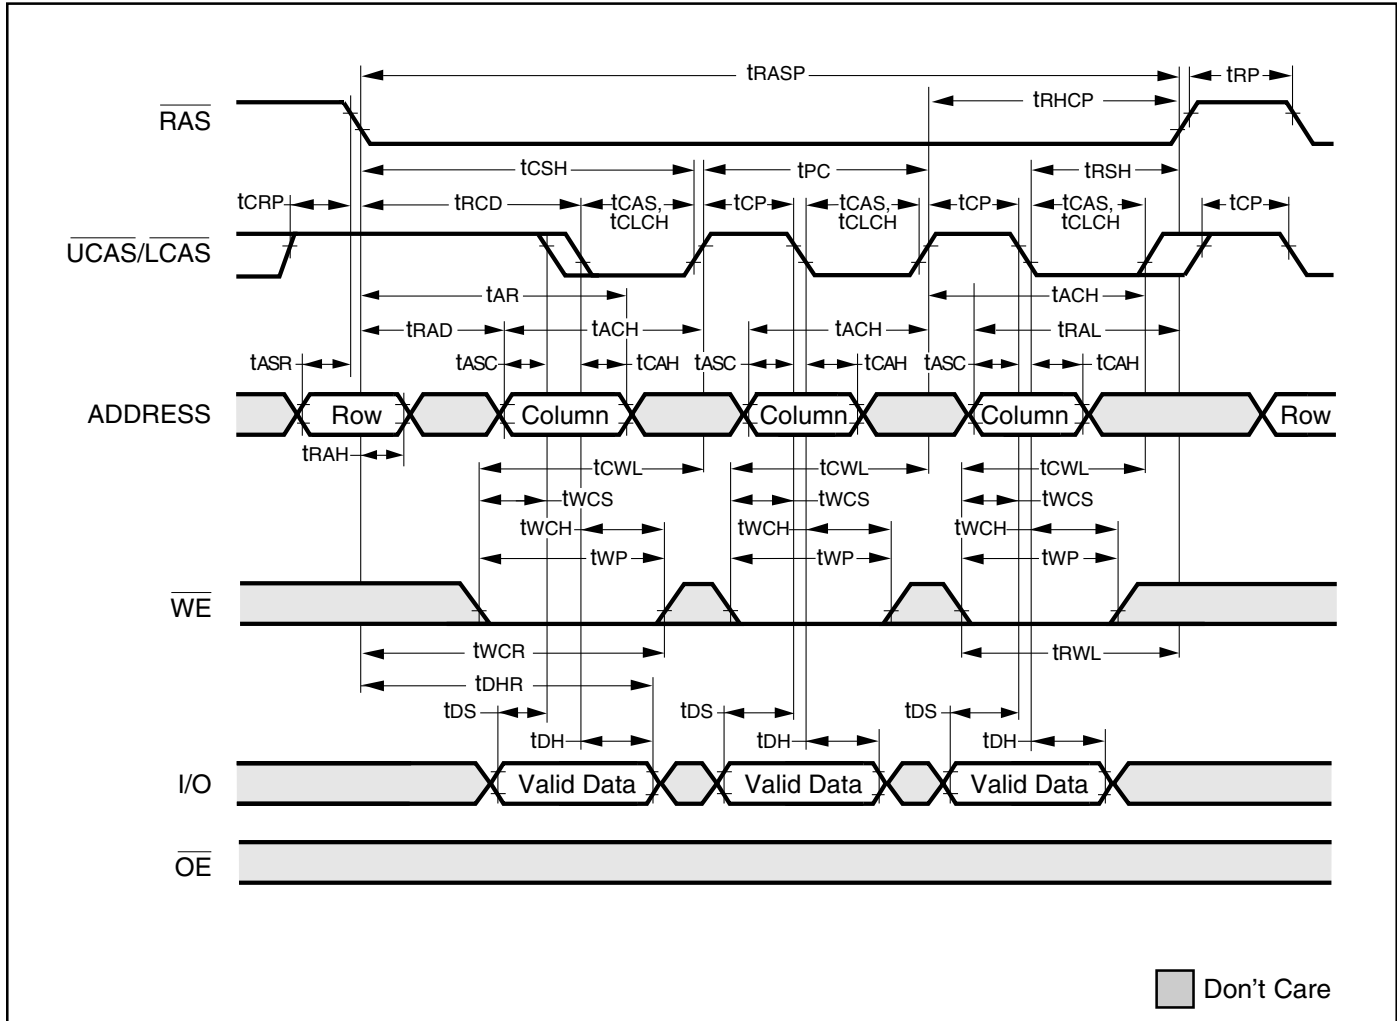 tRASP
tRP
tRHCP
RAS
tCSH
tPC
tRSH
tCRP
tRCD
tCAS,
tCLCH
tCP
tCAS,
tCLCH
tCP
tCAS,
tCLCH
tCP
UCAS/LCAS
tAR
tACH
tRAD
tACH
tACH
tRAL
tASR
tASC
tCAH
tASC
tCAH
tASC
tCAH
ADDRESS
Row
Column
Column
Column
Row
tRAH
tCWL
tCWL
tCWL
tWCS
tWCS
tWCS
tWCH
tWCH
tWCH
tWP
tWP
tWP
WE
tWCR
tRWL
tDHR
tDS
tDS
tDS
tDH
tDH
tDH
I/O
Valid Data
Valid Data
Valid Data
OE
Don't Care